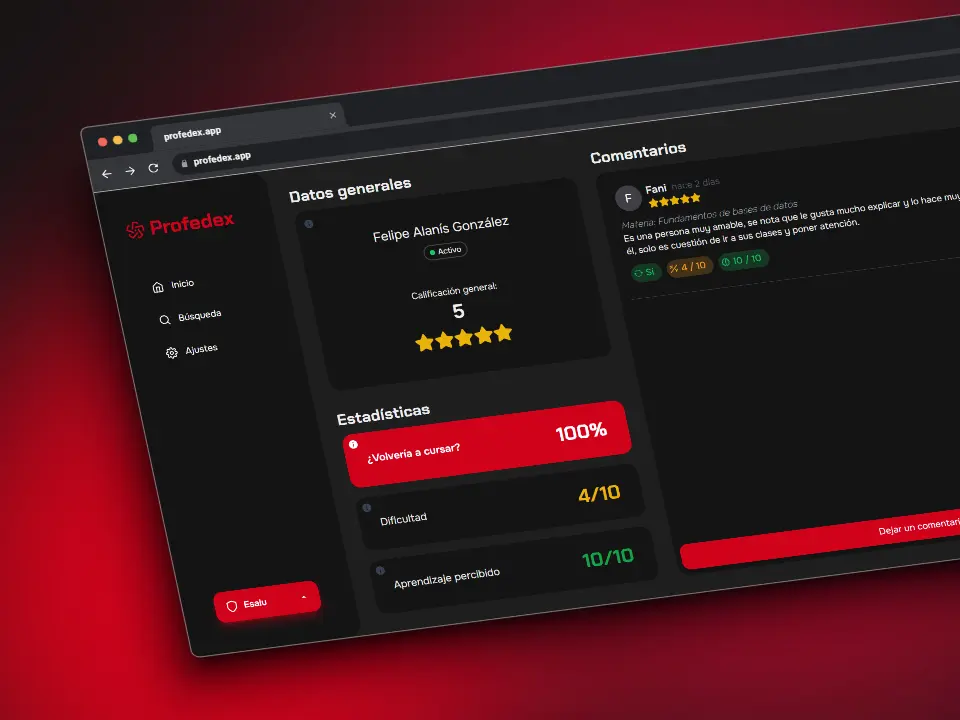 profedex.app
profedex.app
Profedex
Inicio
Búsqueda
Ajustes
Esalu
Datos generales
Felipe Alanís González
Activo
Calificación general:
5
Estadísticas
¿Volvería a cursar?
100%
Dificultad
4/10
Aprendizaje percibido
10/10
Comentarios
F
Fani hace 2 días
Materia: Fundamentos de bases de datos
Es una persona muy amable, se nota que le gusta mucho explicar y lo hace muy
él, solo es cuestión de ir a sus clases y poner atención.
Sí
4 / 10
10 / 10
Dejar un comentari